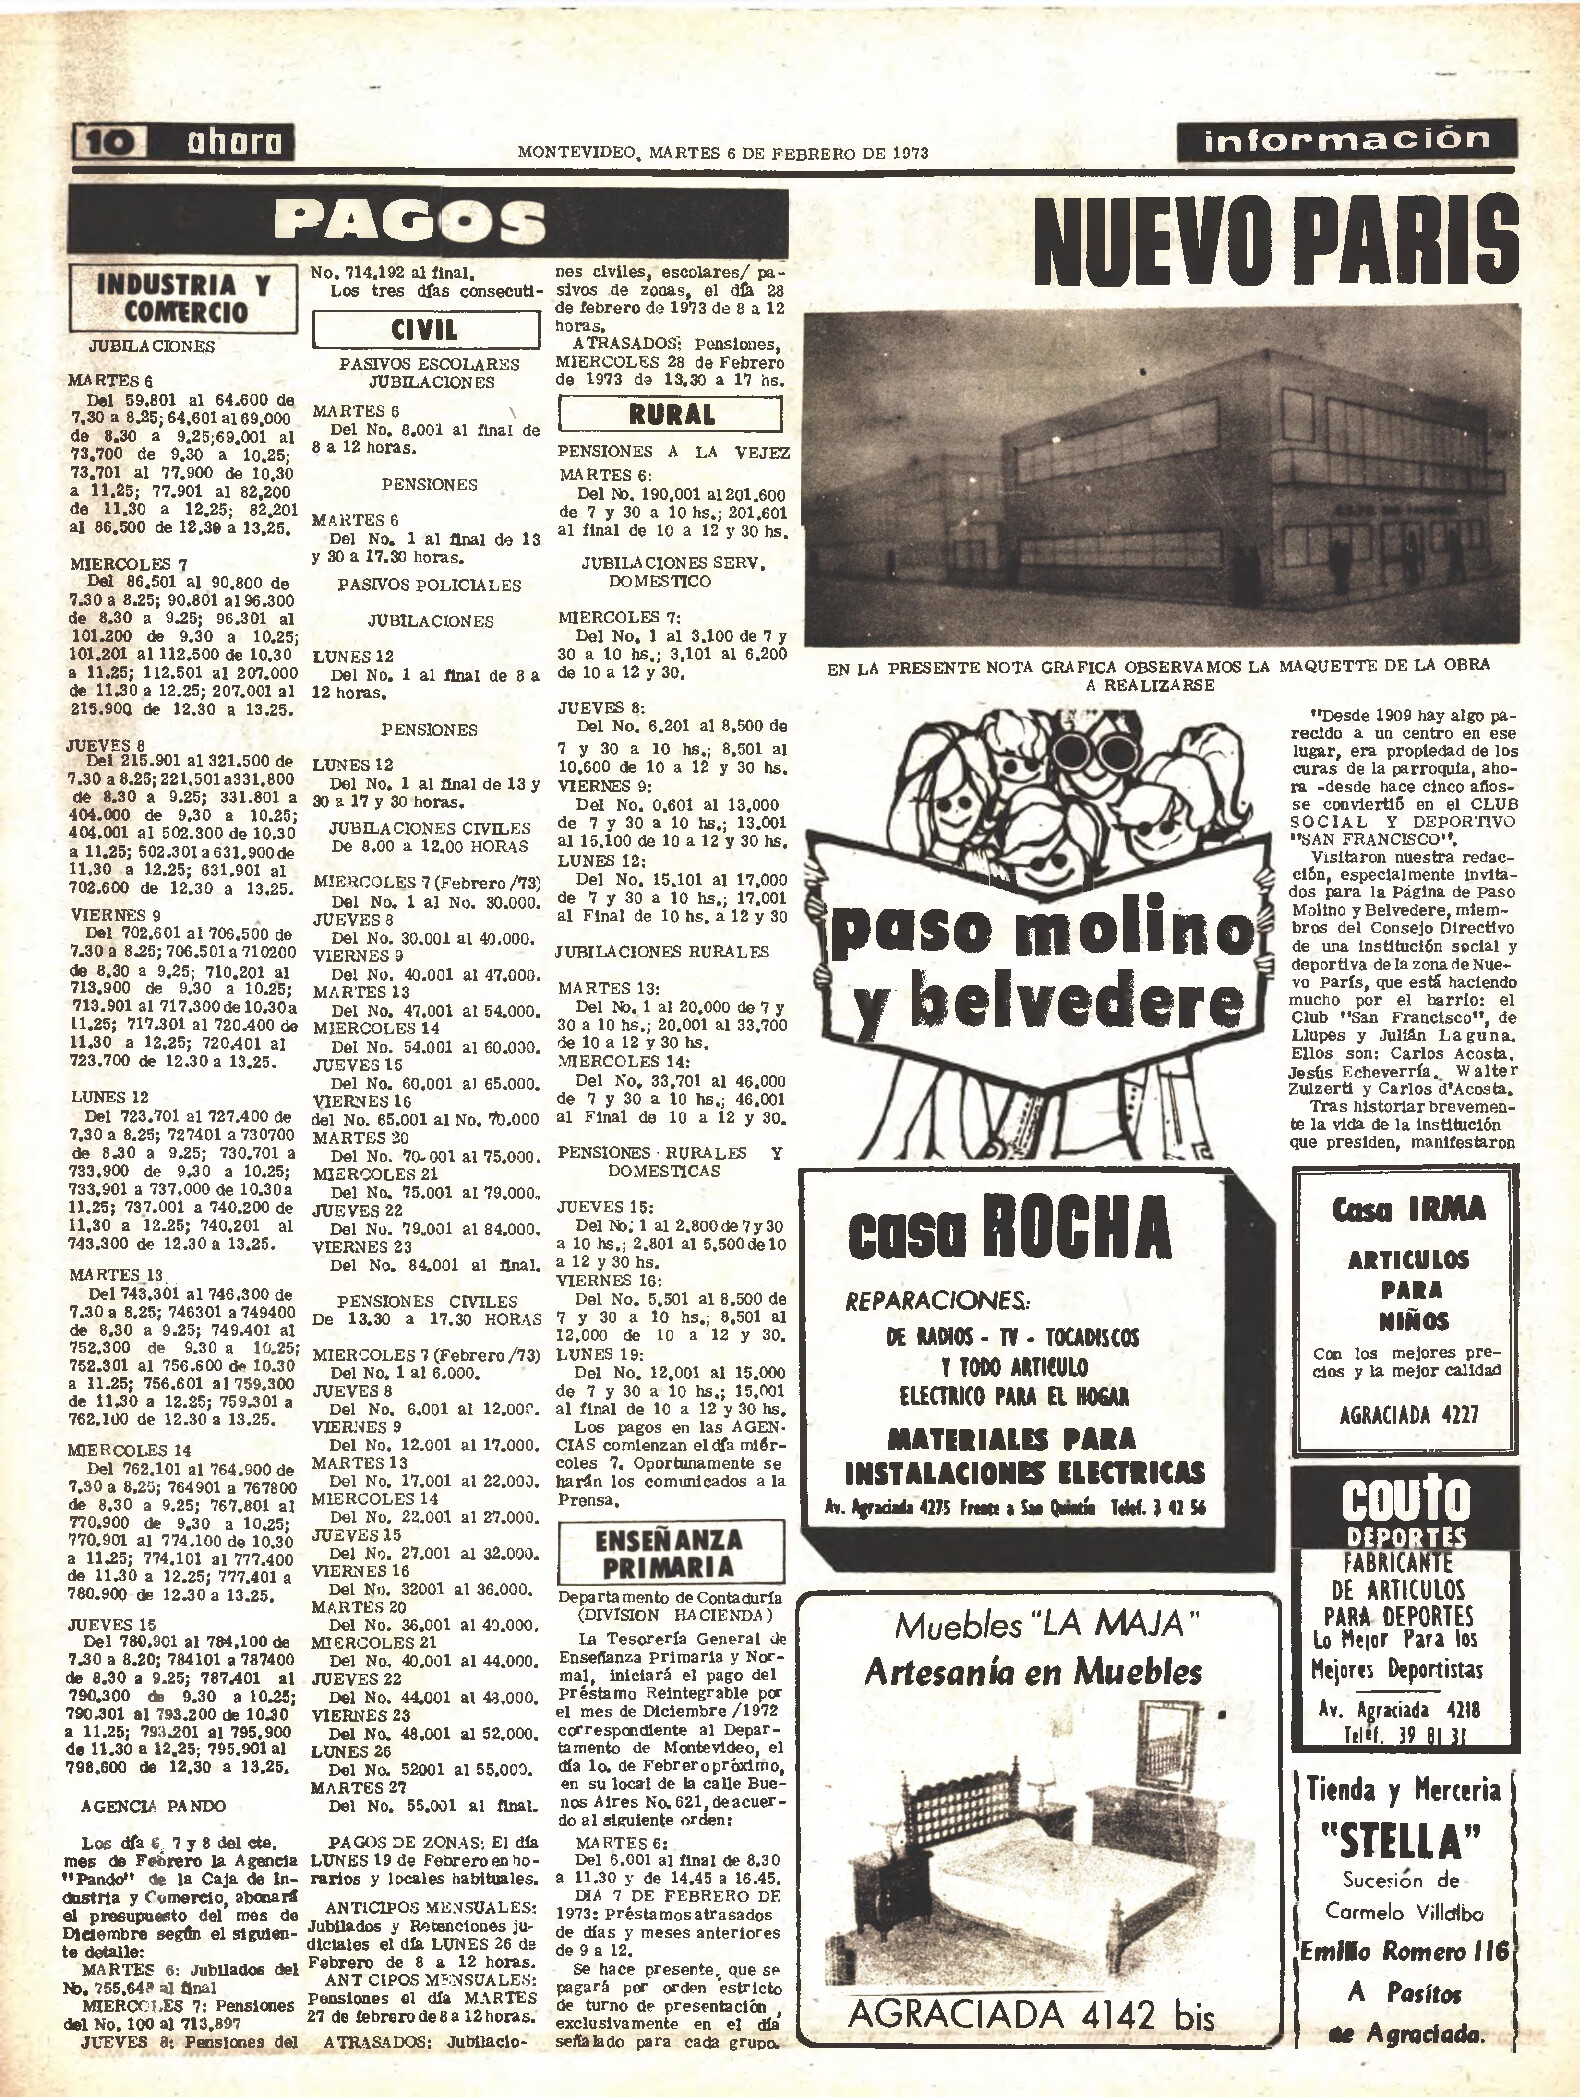 10 ahora
MONTEVIDEO, MARTES 6 DE FEBRERO DE 1973
información
PAGOS
INDUSTRIA Y
COMERCIO
JUBILACIONES
MARTES 6
Del 59.801 al 64.600 de
7,30 a 8.25; 64,601 al 69,000
de 8.30 a 9.25;69.001 al
73,700 de 9.30 a 10.25;
73.701 al 77.900 de 10,30
a 11.25; 77.901 al 82,200
de 11.30 a 12.25; 82,201
al 86,500 de 12,30 a 13,25.
MIERCOLES 7
Del 86.501 al 90.800 de
7.30 a 8.25; 90.801 al 96.300
de 8.30 a 9.25; 96.301 al
101.200 de 9.30 a 10.25;
101.201 al 112.500 de 10.30
a 11.25; 112.501 al 207.000
de 11.30 a 12.25; 207.001 al
215.900 de 12.30 a 13.25.
JUEVES 8
Del 215.901 al 321.500 de
7.30 a 8.25; 221,501 a 331,800
de 8.30 a 9.25; 331.801 a
404.000 de 9.30 a 10.25;
404.001 al 502.300 de 10.30
a 11.25; 502.301 a 631.900 de
11.30 a 12.25; 631.901 al
702.600 de 12.30 a 13.25.
VIERNES 9
Del 702.601 al 706.500 de
7.30 a 8.25; 706.501 a 710200
de 8.30 a 9.25; 710.201 al
713,900 de 9.30 a 10.25;
713.901 al 717.300 de 10.30 a
11.25; 717.301 al 720.400 de
11.30 a 12.25; 720.401 al
723.700 de 12.30 a 13.25.
LUNES 12
Del 723.701 al 727.400 de
7.30 a 8.25; 727401 a 730700
de 8.30 a 9.25; 730.701 a
733.900 de 9.30 a 10.25;
733.901 a 737.000 de 10.30 a
11.25; 737.001 a 740.200 de
11.30 a 12.25; 740.201 al
743.300 de 12.30 a 13.25.
MARTES 13
Del 743.301 al 746.300 de
7.30 a 8.25; 746301 a 749400
de 8.30 a 9.25; 749.401 al
752.300 de 9.30 a 10.25;
752.301 al 756.600 de 10.30
a 11.25; 756.601 al 759.300
de 11.30 a 12.25; 759.301 a
762.100 de 12.30 a 13.25.
MIERCOLES 14
Del 762.101 al 764.900 de
7.30 a 8.25; 764901 a 767800
de 8.30 a 9.25; 767.801 al
770.900 de 9.30 a 10.25;
770.901 al 774.100 de 10.30
a 11.25; 774.101 al 777.400
de 11.30 a 12.25; 777.401 a
780.900 de 12.30 a 13.25.
JUEVES 15
Del 780.901 al 784.100 de
7.30 a 8.20; 784101 a 787400
de 8.30 a 9.25; 787.401 al
790.300 de 9.30 a 10.25;
790.301 al 793.200 de 10.30
a 11.25; 793.201 al 795.900
de 11.30 a 12.25; 795.901 al
798.600 de 12.30 a 13.25.
AGENCIA PANDO
Los día 6, 7 y 8 del cte.
mes de Febrero la Agencia
"Pando" de la Caja de In-
dustria y Comercio, abonará
el presupuesto del mes de
Diciembre según el siguien-
te detalle:
MARTES 6: Jubilados del
No. 755,648 al final
MIERCOLES 7: Pensiones
del No. 100 al 713,897
JUEVES 8: Pensiones del
No. 714,192 al final.
Los tres días consecuti-
CIVIL
PASIVOS ESCOLARES
JUBILACIONES
MARTES 6
Del No. 8.001 al final de
8 a 12 horas.
PENSIONES
MARTES 6
Del No. 1 al final de 13
y 30 a 17.30 horas.
PASIVOS POLICIALES
JUBILACIONES
LUNES 12
Del No. 1 al final de 8 a
12 horas.
PENSIONES
LUNES 12
Del No. 1 al final de 13 y
30 a 17 y 30 horas.
JUBILACIONES CIVILES
De 8.00 a 12.00 HORAS
MIERCOLES 7 (Febrero/73)
Del No. 1 al No. 30.000.
JUEVES 8
Del No. 30.001 al 40.000.
VIERNES 9
Del No. 40.001 al 47.000.
MARTES 13
Del No. 47.001 al 54.000.
MIERCOLES 14
Del No. 54.001 al 60.000.
JUEVES 15
Del No. 60.001 al 65.000.
VIERNES 16
del No. 65.001 al No. 70.000
MARTES 20
Del No. 70.001 al 75.000.
MIERCOLES 21
Del No. 75.001 al 79.000.
JUEVES 22
Del No. 79.001 al 84.000.
VIERNES 23
Del No. 84.001 al final.
PENSIONES CIVILES
De 13.30 a 17.30 HORAS
MIERCOLES 7 (Febrero/73)
Del No. 1 al 6.000.
JUEVES 8
Del No. 6.001 al 12.000.
VIERNES 9
Del No. 12.001 al 17.000.
MARTES 13
Del No. 17.001 al 22.000.
MIERCOLES 14
Del No. 22.001 al 27.000.
JUEVES 15
Del No. 27.001 al 32.000.
VIERNES 16
Del No. 32001 al 36.000.
MARTES 20
Del No. 36.001 al 40.000.
MIERCOLES 21
Del No. 40.001 al 44.000.
JUEVES 22
Del No. 44.001 al 48.000.
VIERNES 23
Del No. 48.001 al 52.000.
LUNES 26
Del No. 52001 al 55.000.
MARTES 27
Del No. 55.001 al final.
PAGOS DE ZONAS: El día
LUNES 19 de Febrero en ho-
rarios y locales habituales.
ANTICIPOS MENSUALES:
Jubilados y Retenciones ju-
diciales el día LUNES 26 de
Febrero de 8 a 12 horas.
ANTICIPOS MENSUALES:
Pensiones el día MARTES
27 de febrero de 8 a 12 horas.
ATRASADOS: Jubilacio-
nes civiles, escolares/ pa-
sivos de zonas, el día 28
de febrero de 1973 de 8 a 12
horas.
ATRASADOS: Pensiones,
MIERCOLES 28 de Febrero
de 1973 de 13.30 a 17 hs.
RURAL
PENSIONES A LA VEJEZ
MARTES 6:
Del No. 190,001 al 201.600
de 7 y 30 a 10 hs.; 201,601
al final de 10 a 12 y 30 hs.
JUBILACIONES SERV.
DOMESTICO
MIERCOLES 7:
Del No. 1 al 3.100 de 7 y
30 a 10 hs.; 3,101 al 6.200
de 10 a 12 y 30.
JUEVES 8:
Del No. 6,201 al 8,500 de
7 y 30 a 10 hs.; 8,501 al
10,600 de 10 a 12 y 30 hs.
VIERNES 9:
Del No. 0,601 al 13,000
de 7 y 30 a 10 hs.; 13,001
al 15,100 de 10 a 12 y 30 hs.
LUNES 12:
Del No. 15,101 al 17,000
de 7 y 30 a 10 hs.; 17,001
al Final de 10 hs. a 12 y 30
JUBILACIONES RURALES
MARTES 13:
Del No. 1 al 20,000 de 7 y
30 a 10 hs.; 20,001 al 33,700
de 10 a 12 y 30 hs.
MIERCOLES 14:
Del No. 33,701 al 46,000
de 7 y 30 a 10 hs.; 46,001
al Final de 10 a 12 y 30.
PENSIONES RURALES Y
DOMESTICAS
JUEVES 15:
Del No. 1 al 2,800 de 7 y 30
a 10 hs.; 2,801 al 5,500 de 10
a 12 y 30 hs.
VIERNES 16:
Del No. 5,501 al 8,500 de
7 y 30 a 10 hs.; 8,501 al
12,000 de 10 a 12 y 30.
LUNES 19:
Del No. 12,001 al 15,000
de 7 y 30 a 10 hs.; 15,001
al final de 10 a 12 y 30 hs.
Los pagos en las AGEN-
CIAS comienzan el día miér-
coles 7. Oportunamente se
harán los comunicados a la
Prensa.
ENSEÑANZA
PRIMARIA
Departamento de Contaduría
(DIVISION HACIENDA)
La Tesorería General de
Enseñanza Primaria y Nor-
mal, iniciará el pago del
Préstamo Reintegrable por
el mes de Diciembre/1972
correspondiente al Depar-
tamento de Montevideo, el
día 1o. de Febrero próximo,
en su local de la calle Bue-
nos Aires No. 621, de acuer-
do al siguiente orden:
MARTES 6:
Del 6.001 al final de 8.30
a 11.30 y de 14.45 a 16.45.
DIA 7 DE FEBRERO DE
1973: Préstamos atrasados
de días y meses anteriores
de 9 a 12.
Se hace presente, que se
pagará por orden estricto
de turno de presentación,
exclusivamente en el día
señalado para cada grupo.
NUEVO PARIS
EN LA PRESENTE NOTA GRAFICA OBSERVAMOS LA MAQUETTE DE LA OBRA
A REALIZARSE
paso molino
y belvedere
"Desde 1909 hay algo pa-
recido a un centro en ese
lugar, era propiedad de los
curas de la parroquia, aho-
ra -desde hace cinco años-
se convirtió en el CLUB
SOCIAL Y DEPORTIVO
"SAN FRANCISCO".
Visitaron nuestra redac-
ción, especialmente invita-
dos para la Página de Paso
Molino y Belvedere, miem-
bros del Consejo Directivo
de una institución social y
deportiva de la zona de Nue-
vo París, que está haciendo
mucho por el barrio: el
Club "San Francisco", de
Llupes y Julián Laguna.
Ellos son: Carlos Acosta,
Jesús Echeverría, Walter
Zulzerti y Carlos d'Acosta.
Tras historiar brevemen-
te la vida de la institución
que presiden, manifestaron
casa ROCHA
REPARACIONES:
DE RADIOS - TV - TOCADISCOS
Y TODO ARTICULO
ELECTRICO PARA EL HOGAR
MATERIALES PARA
INSTALACIONES ELECTRICAS
Av. Agraciada 4275 Frente a San Quintín Telef. 3 42 56
Casa IRMA
ARTICULOS
PARA
NIÑOS
Con los mejores pre-
cios y la mejor calidad
AGRACIADA 4227
COUTO
DEPORTES
FABRICANTE
DE ARTICULOS
PARA DEPORTES
Lo Mejor Para los
Mejores Deportistas
Av. Agraciada 4218
Telef. 39 81 31
Muebles "LA MAJA"
Artesanía en Muebles
AGRACIADA 4142 bis
Tienda y Merceria
"STELLA"
Sucesión de
Carmelo Villalba
Emilio Romero 116
A Pasitos
de Agraciada.